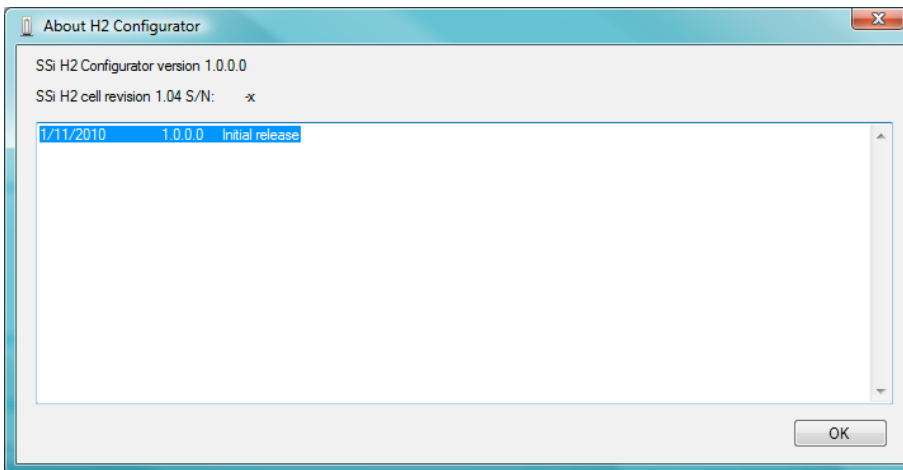 About H2 Configurator
SSi H2 Configurator version 1.0.0.0
SSi H2 cell revision 1.04 S/N: -x
1/11/2010 1.0.0.0 Initial release
OK